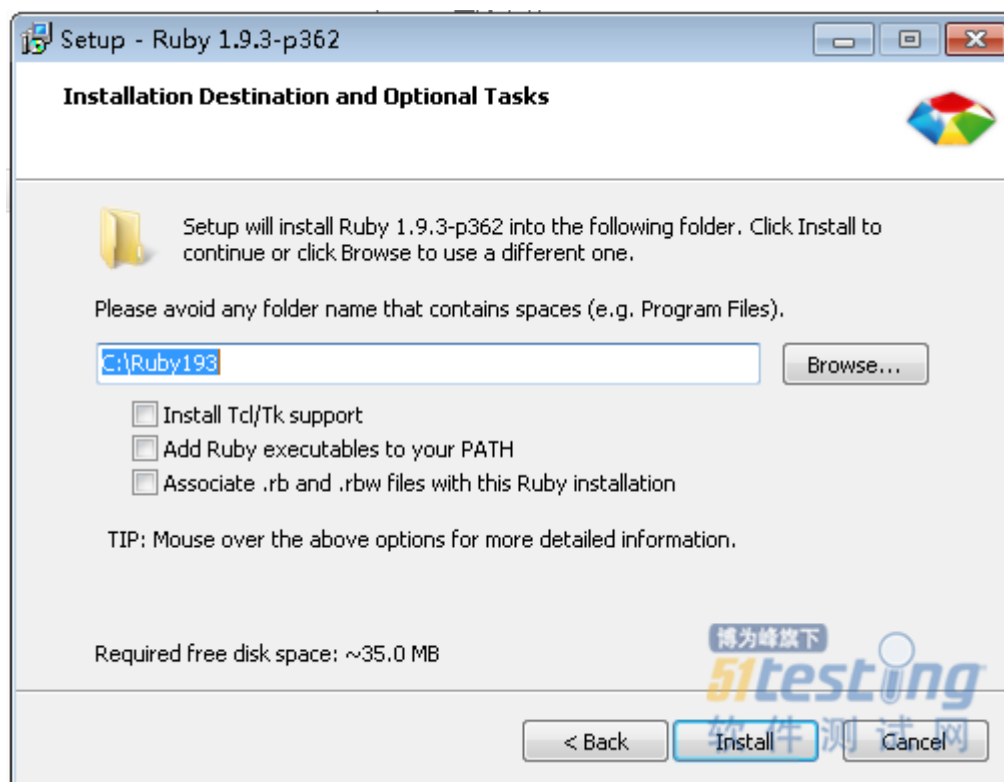 Setup - Ruby 1.9.3-p362
Installation Destination and Optional Tasks
Setup will install Ruby 1.9.3-p362 into the following folder. Click Install to
continue or click Browse to use a different one.
Please avoid any folder name that contains spaces (e.g. Program Files).
C:\Ruby193
Browse...
Install Tcl/Tk support
Add Ruby executables to your PATH
Associate .rb and .rbw files with this Ruby installation
TIP: Mouse over the above options for more detailed information.
Required free disk space: ~35.0 MB
博为峰旗下
51testing
软件测试网
< Back
Install
Cancel